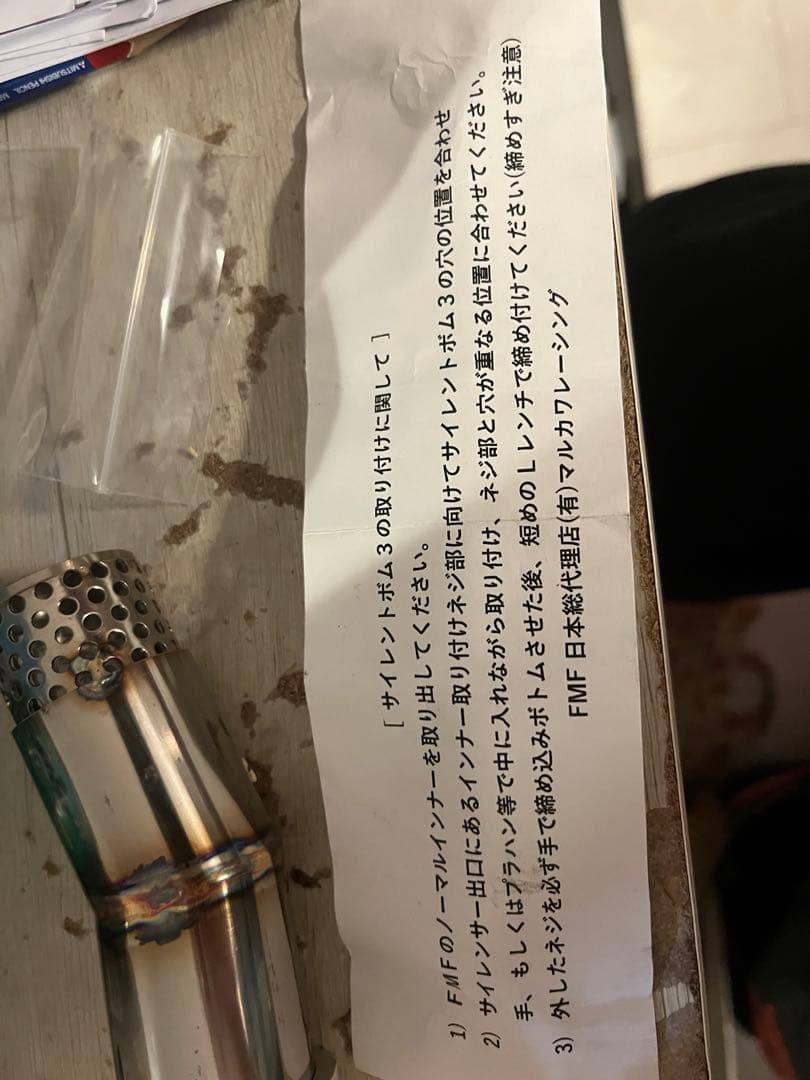 [ サイレントボム3の取り付けに関して ]
1) FMFのノーマルインナーを取り出してください。
2) サイレンサー出口にあるインナー取り付けネジ部に向けてサイレントボム3の穴の位置を合わせ
手、もしくはプラハン等で中に入れながら取り付け、ネジ部と穴が重なる位置に合わせてください。
3) 外したネジを必ず手で締め込みボトムさせた後、短めのLレンチで締め付けてください(締めすぎ注意)
FMF 日本総代理店(有)マルカワレーシング
MITSUBISHI PENCIL